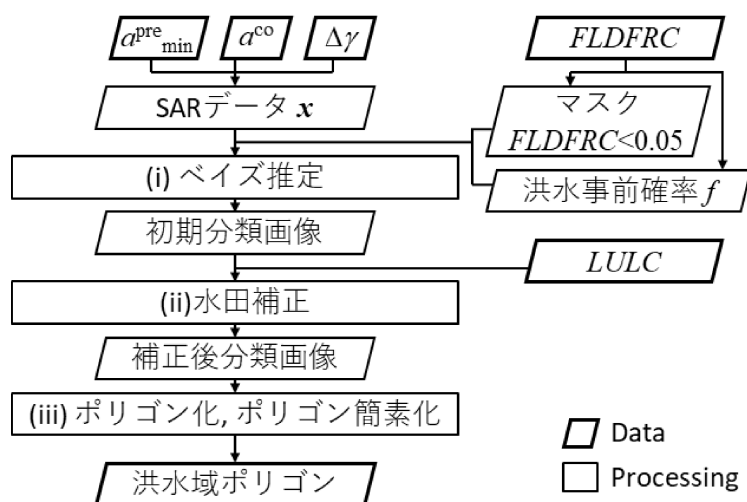 a^pre_min
a^co
Δγ
FLDFRC
SARデータ x
マスク
FLDFRC<0.05
(i) ベイズ推定
洪水事前確率 f
初期分類画像
LULC
(ii)水田補正
補正後分類画像
(iii) ポリゴン化, ポリゴン簡素化
洪水域ポリゴン
Data
Processing